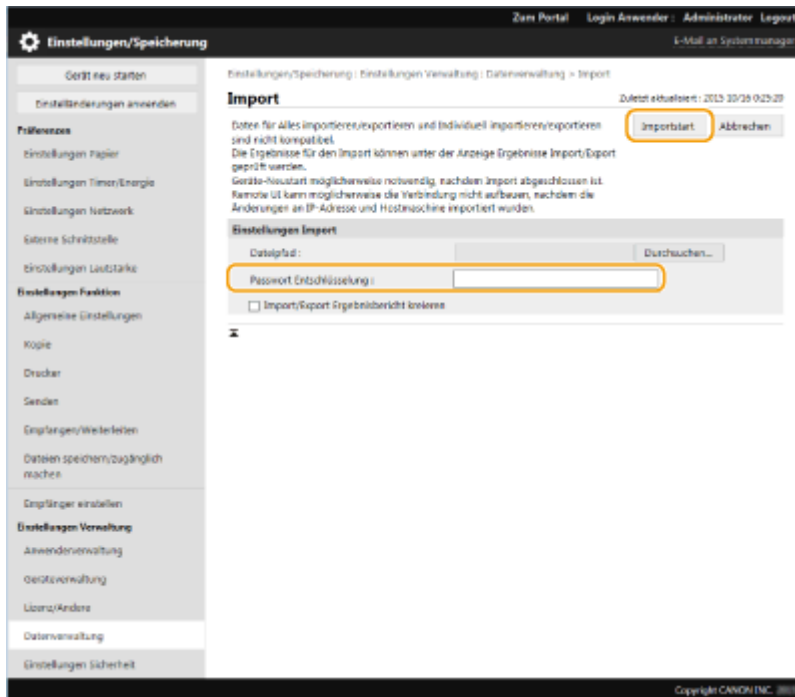 Zum Portal Login Anwender : Administrator Logout
Einstellungen/Speicherung
E-Mail an Systemmanager
Gerät neu starten
Einstelländerungen anwenden
Präferenzen
Einstellungen Papier
Einstellungen Timer/Energie
Einstellungen Netzwerk
Externe Schnittstelle
Einstellungen Lautstärke
Einstellungen Funktion
Allgemeine Einstellungen
Kopie
Drucker
Senden
Empfangen/Weiterleiten
Dateien speichern/zugänglich
machen
Empfänger einstellen
Einstellungen Verwaltung
Anwenderverwaltung
Geräteverwaltung
Lizenz/Andere
Datenverwaltung
Einstellungen Sicherheit
Einstellungen/Speicherung : Einstellungen Verwaltung : Datenverwaltung > Import
Import
Zuletzt aktualisiert : 2015 10/16 0:25:20
Daten für Alles importieren/exportieren und Individuell importieren/exportieren
sind nicht kompatibel.
Die Ergebnisse für den Import können unter der Anzeige Ergebnisse Import/Export
geprüft werden.
Geräte-Neustart möglicherweise notwendig, nachdem Import abgeschlossen ist.
Remote UI kann möglicherweise die Verbindung nicht aufbauen, nachdem die
Änderungen an IP-Adresse und Hostmaschine importiert wurden.
Importstart
Abbrechen
Einstellungen Import
Dateipfad :
Durchsuchen...
Passwort Entschlüsselung :
Import/Export Ergebnisbericht kreieren
Copyright CANON INC.